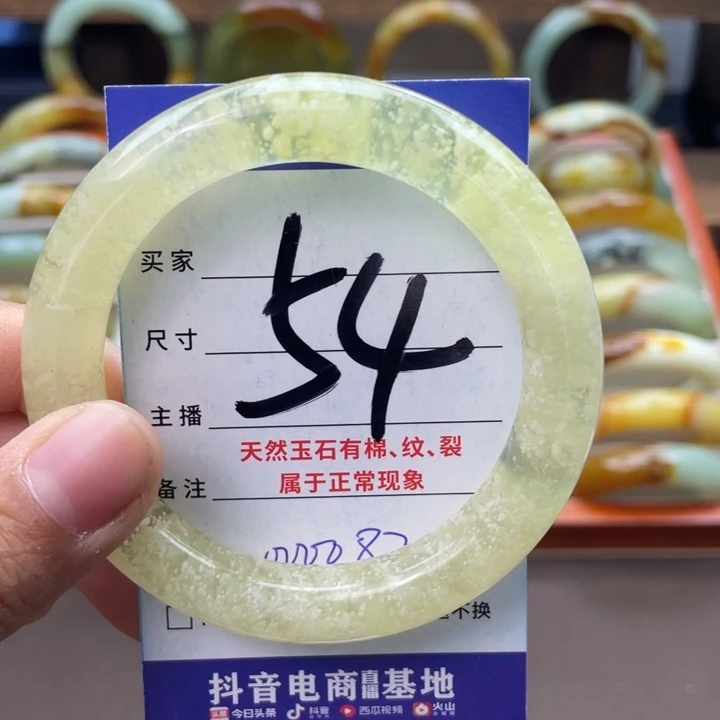 买家
54
尺寸
主播
天然玉石有棉、纹、裂
属于正常现象
备注
不换
抖音电商直播基地
头条 今日头条 抖音 西瓜视频 火山